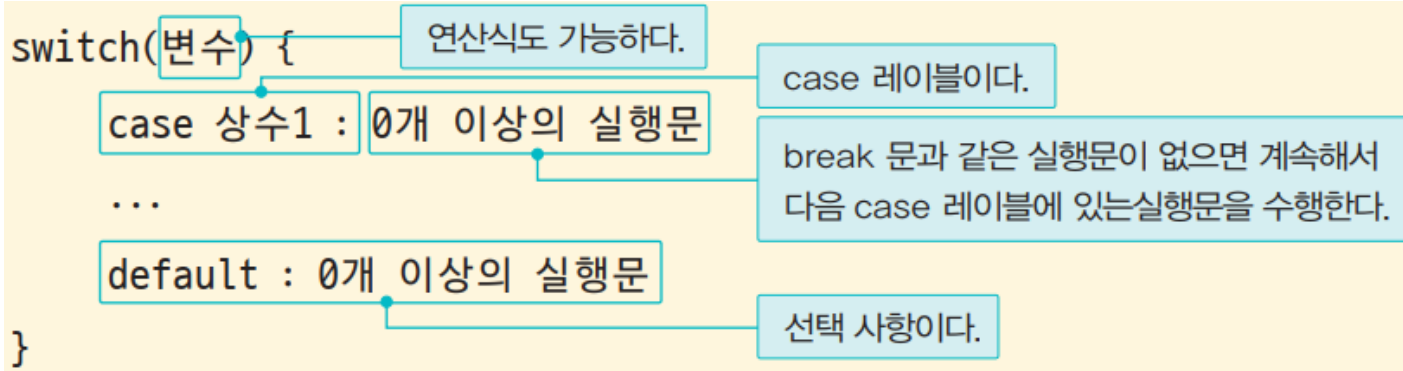 switch(변수) {
연산식도 가능하다.
case 레이블이다.
case 상수1 : 0개 이상의 실행문
break 문과 같은 실행문이 없으면 계속해서
다음 case 레이블에 있는실행문을 수행한다.
...
default : 0개 이상의 실행문
선택 사항이다.
}